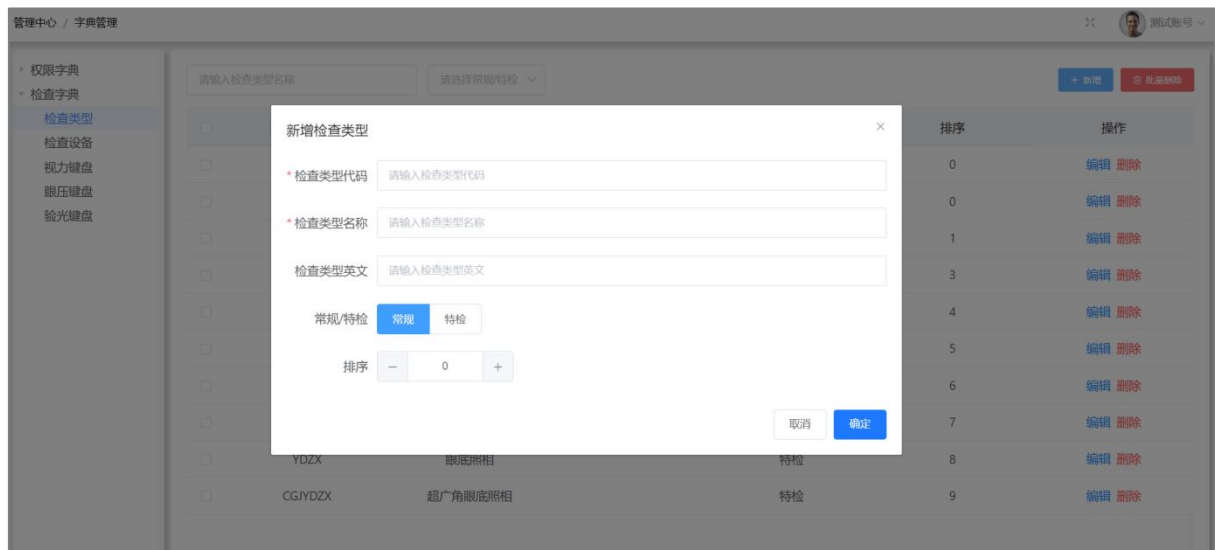 管理中心 / 字典管理
测试账号
权限字典
检查字典
检查类型
检查设备
视力键盘
眼压键盘
验光键盘
请输入检查类型名称
请选择常规/特检
+ 新增
批量删除
排序
操作
新增检查类型
* 检查类型代码 请输入检查类型代码
* 检查类型名称 请输入检查类型名称
检查类型英文 请输入检查类型英文
常规/特检 常规 特检
排序 − 0 +
取消 确定
0 编辑 删除
0 编辑 删除
1 编辑 删除
3 编辑 删除
4 编辑 删除
5 编辑 删除
6 编辑 删除
7 编辑 删除
YDZX 眼底照相 特检 8 编辑 删除
CGJYDZX 超广角眼底照相 特检 9 编辑 删除